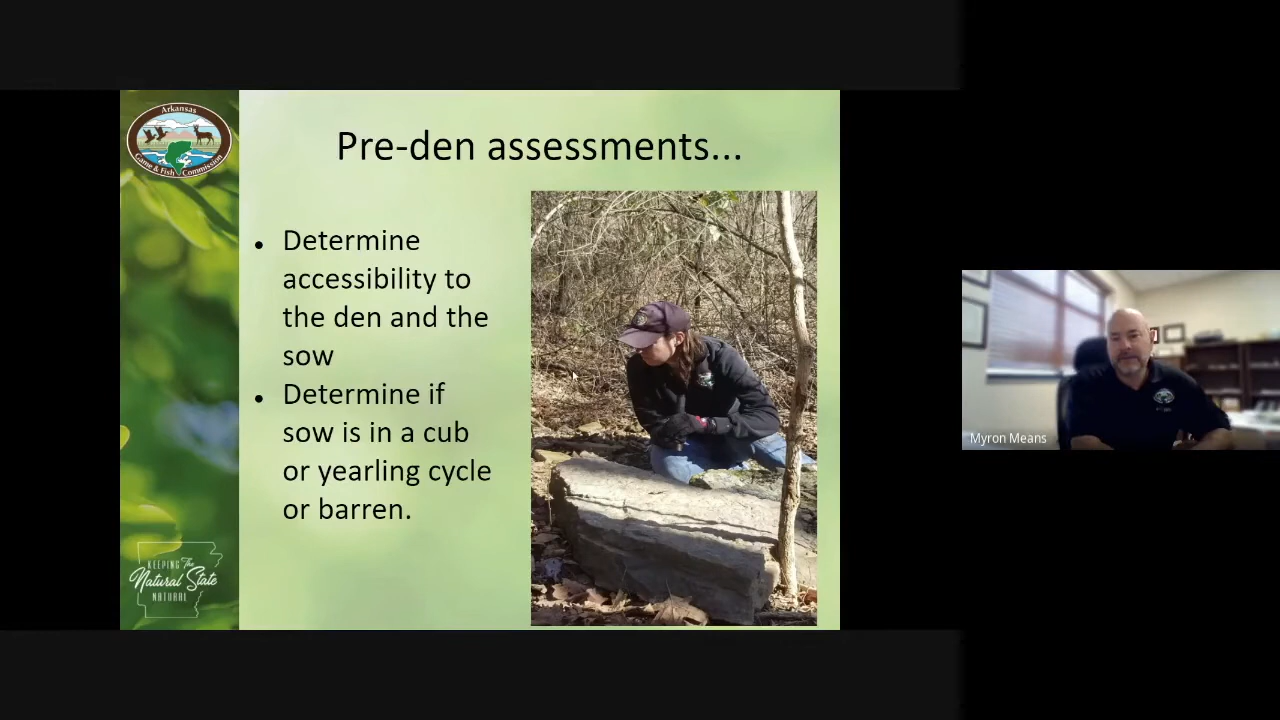 Arkansas
Game & Fish Commission
Pre-den assessments...
• Determine
accessibility to
the den and the
sow
• Determine if
sow is in a cub
or yearling cycle
or barren.
KEEPING The
Natural State
NATURAL
Myron Means